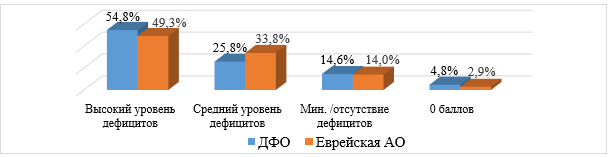 54,8%
49,3%
25,8%
33,8%
14,6%
14,0%
4,8%
2,9%
Высокий уровень
дефицитов
Средний уровень
дефицитов
Мин. /отсутствие
дефицитов
0 баллов
ДФО
Еврейская АО